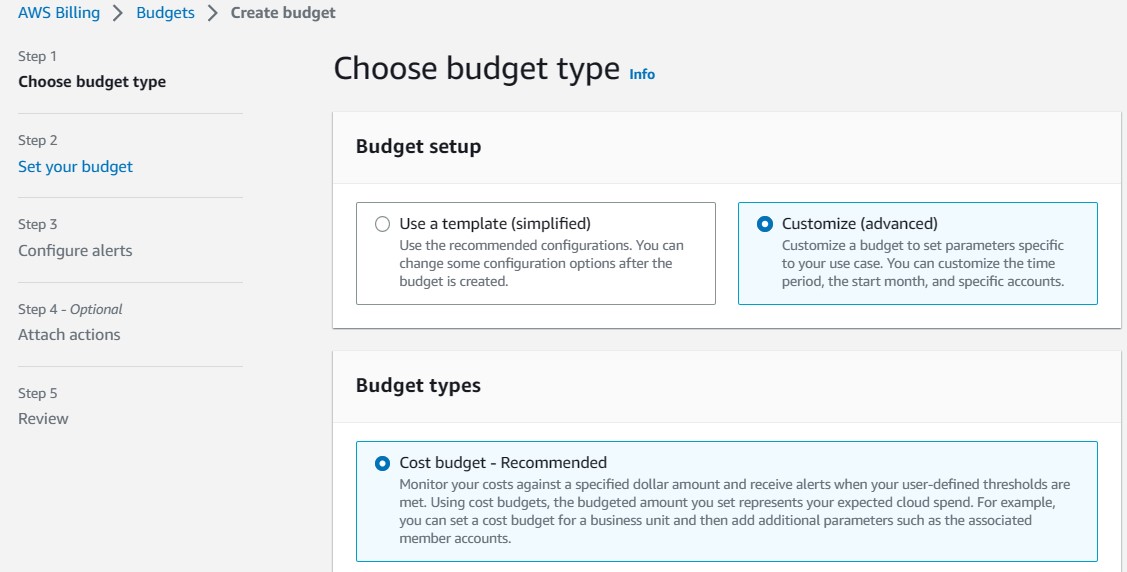 AWS Billing > Budgets > Create budget
Step 1
Choose budget type
Step 2
Set your budget
Step 3
Configure alerts
Step 4 - Optional
Attach actions
Step 5
Review
Choose budget type Info
Budget setup
Use a template (simplified)
Use the recommended configurations. You can
change some configuration options after the
budget is created.
Customize (advanced)
Customize a budget to set parameters specific
to your use case. You can customize the time
period, the start month, and specific accounts.
Budget types
Cost budget - Recommended
Monitor your costs against a specified dollar amount and receive alerts when your user-defined thresholds are
met. Using cost budgets, the budgeted amount you set represents your expected cloud spend. For example,
you can set a cost budget for a business unit and then add additional parameters such as the associated
member accounts.